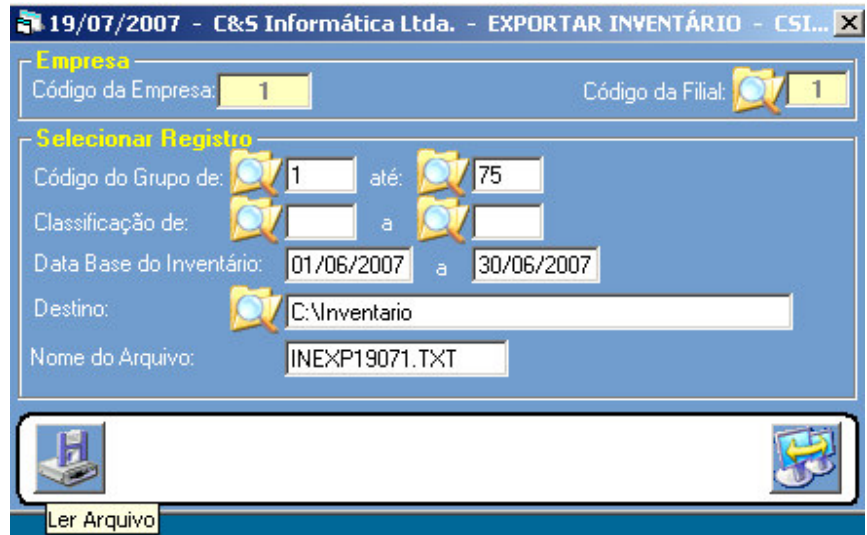 19/07/2007 - C&S Informática Ltda. - EXPORTAR INVENTÁRIO - CSI...
Empresa
Código da Empresa: 1 Código da Filial: 1
Selecionar Registro
Código do Grupo de: 1 até: 75
Classificação de: a
Data Base do Inventário: 01/06/2007 a 30/06/2007
Destino: C:\Inventario
Nome do Arquivo: INEXP19071.TXT
Ler Arquivo